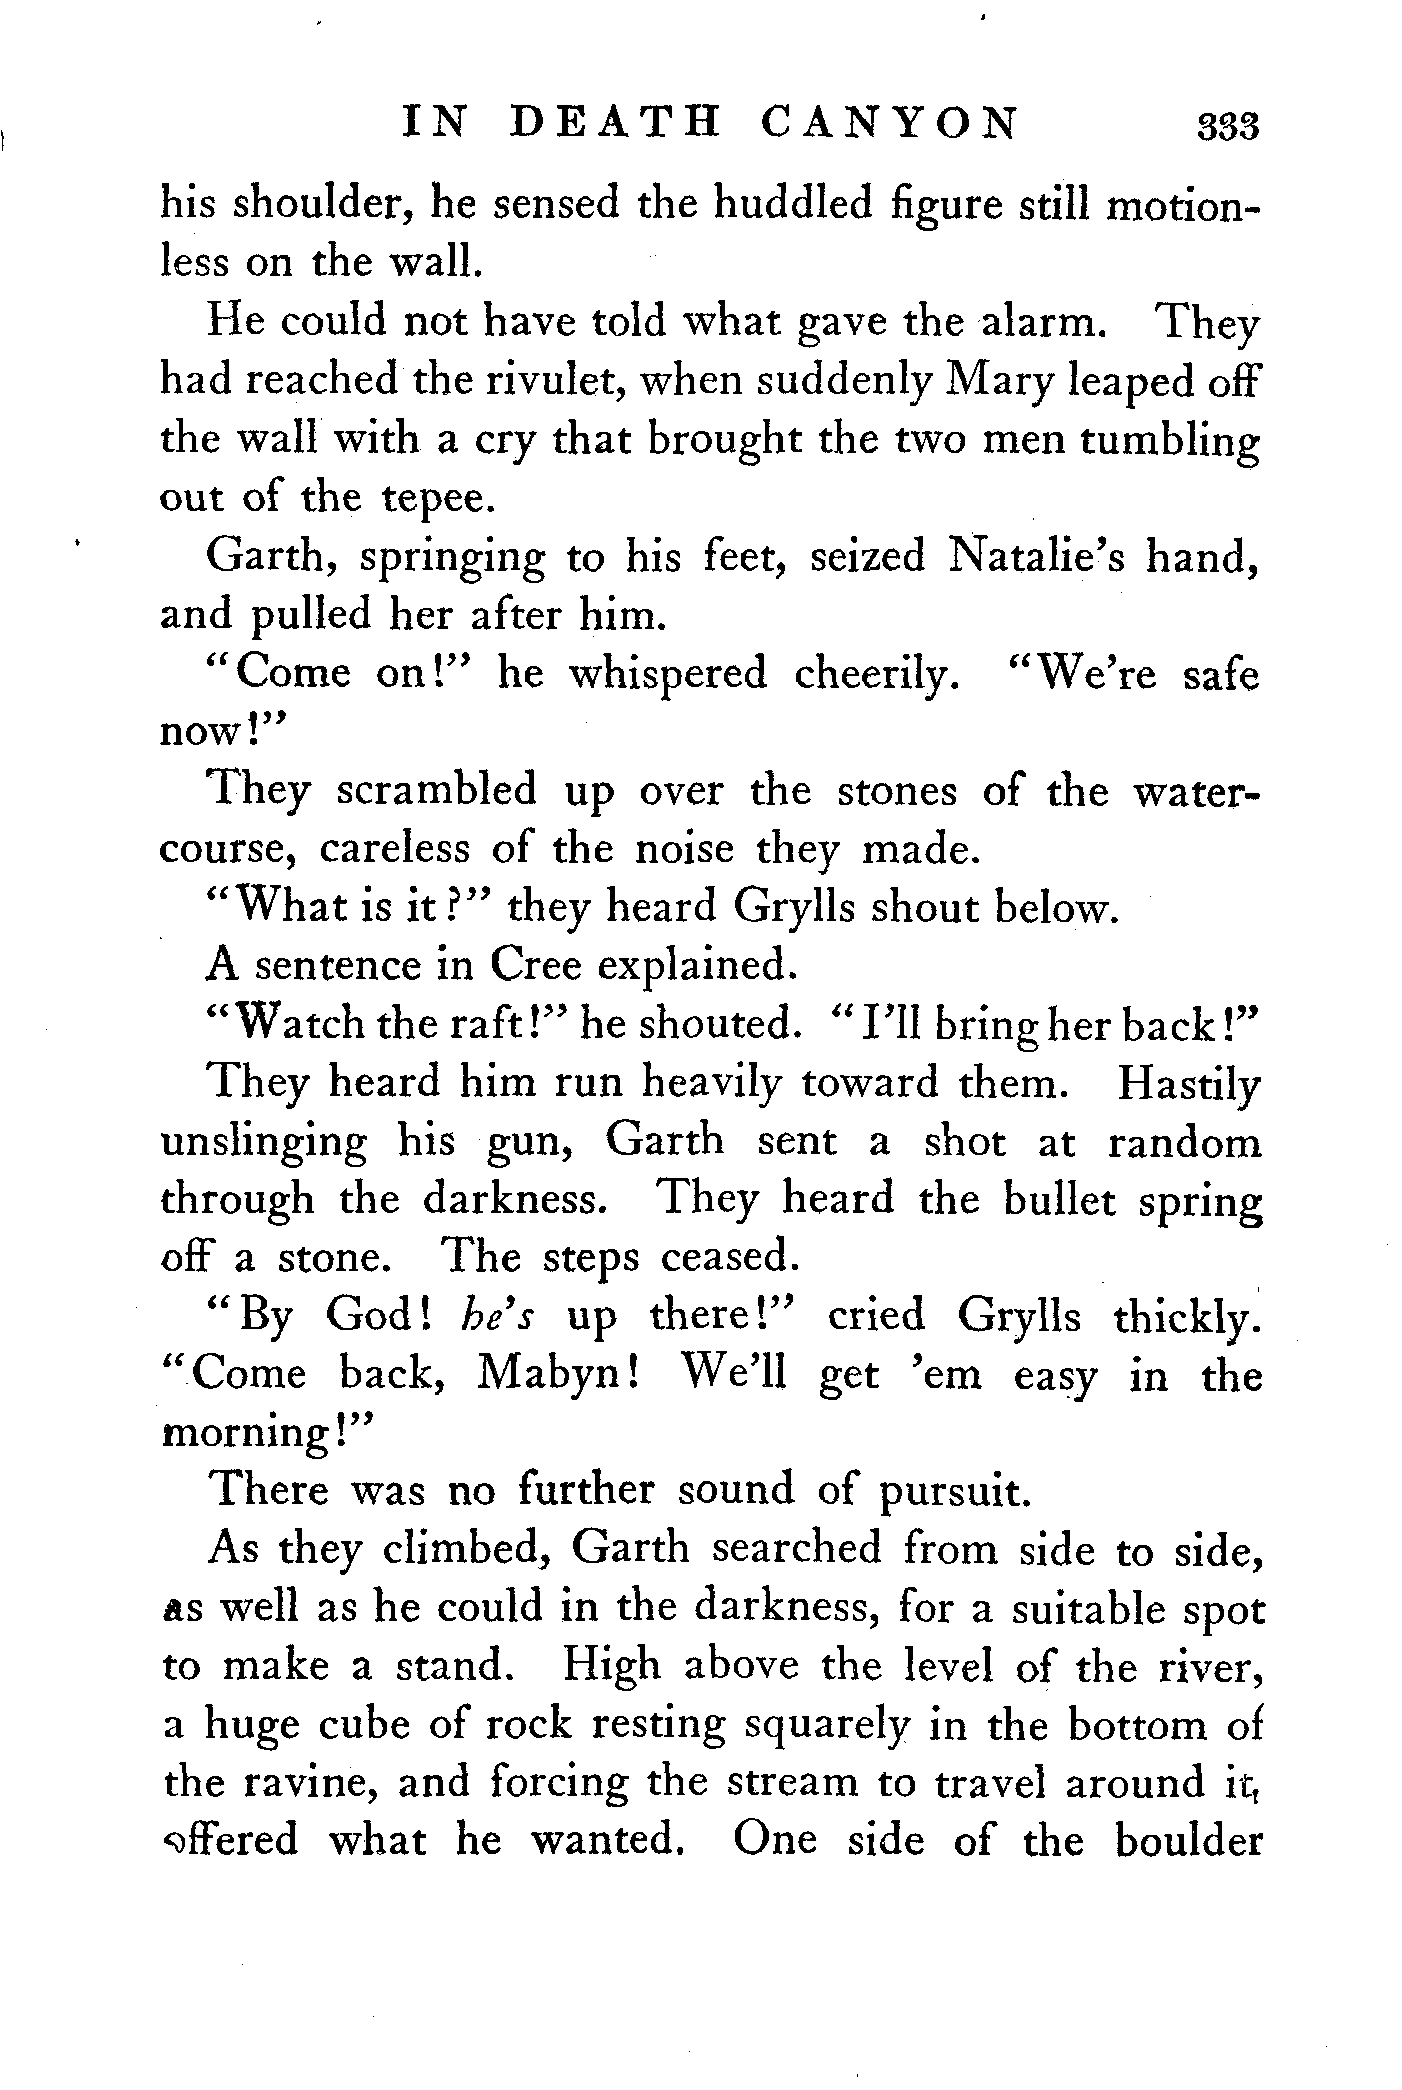 IN DEATH CANYON 333
his shoulder, he sensed the huddled figure still motion-
less on the wall.
He could not have told what gave the alarm. They
had reached the rivulet, when suddenly Mary leaped off
the wall with a cry that brought the two men tumbling
out of the tepee.
Garth, springing to his feet, seized Natalie's hand,
and pulled her after him.
"Come on!" he whispered cheerily. "We're safe
now!"
They scrambled up over the stones of the water-
course, careless of the noise they made.
"What is it?" they heard Grylls shout below.
A sentence in Cree explained.
"Watch the raft!" he shouted. "I'll bring her back!"
They heard him run heavily toward them. Hastily
unslinging his gun, Garth sent a shot at random
through the darkness. They heard the bullet spring
off a stone. The steps ceased.
"By God! he's up there!" cried Grylls thickly.
"Come back, Mabyn! We'll get 'em easy in the
morning!"
There was no further sound of pursuit.
As they climbed, Garth searched from side to side,
as well as he could in the darkness, for a suitable spot
to make a stand. High above the level of the river,
a huge cube of rock resting squarely in the bottom of
the ravine, and forcing the stream to travel around it,
offered what he wanted. One side of the boulder